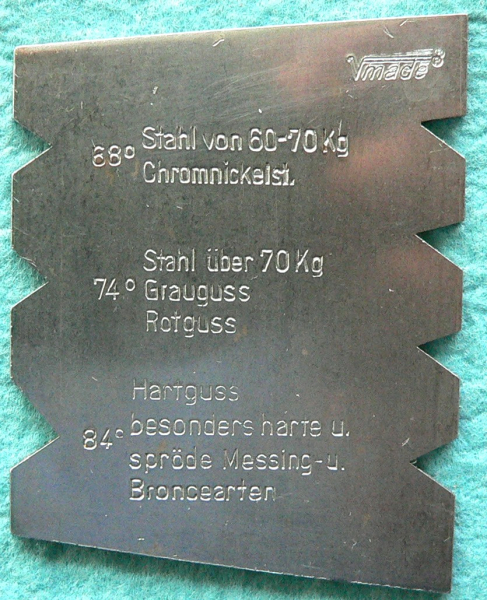 Vmade
68° Stahl von 60-70 Kg
Chromnickelst.
Stahl über 70 Kg
74° Grauguss
Rotguss
Hartguss
84° besonders harte u.
spröde Messing-u.
Broncearten